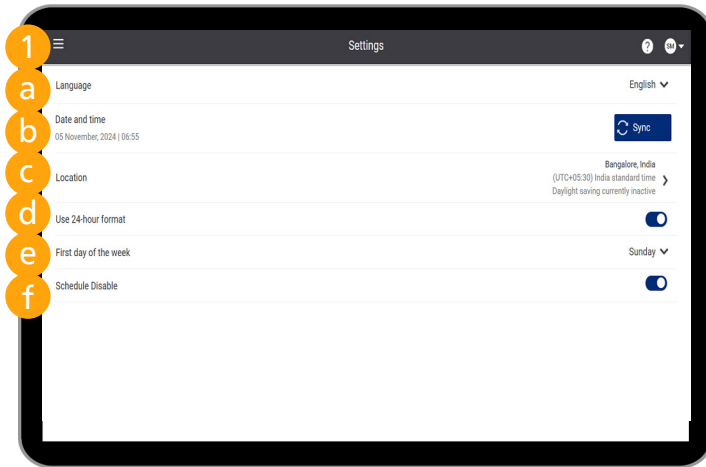 1
Settings
?
SM
a
Language
English
b
Date and time
05 November, 2024 | 06:55
Sync
c
Location
Bangalore, India
(UTC+05:30) India standard time
Daylight saving currently inactive
d
Use 24-hour format
e
First day of the week
Sunday
f
Schedule Disable